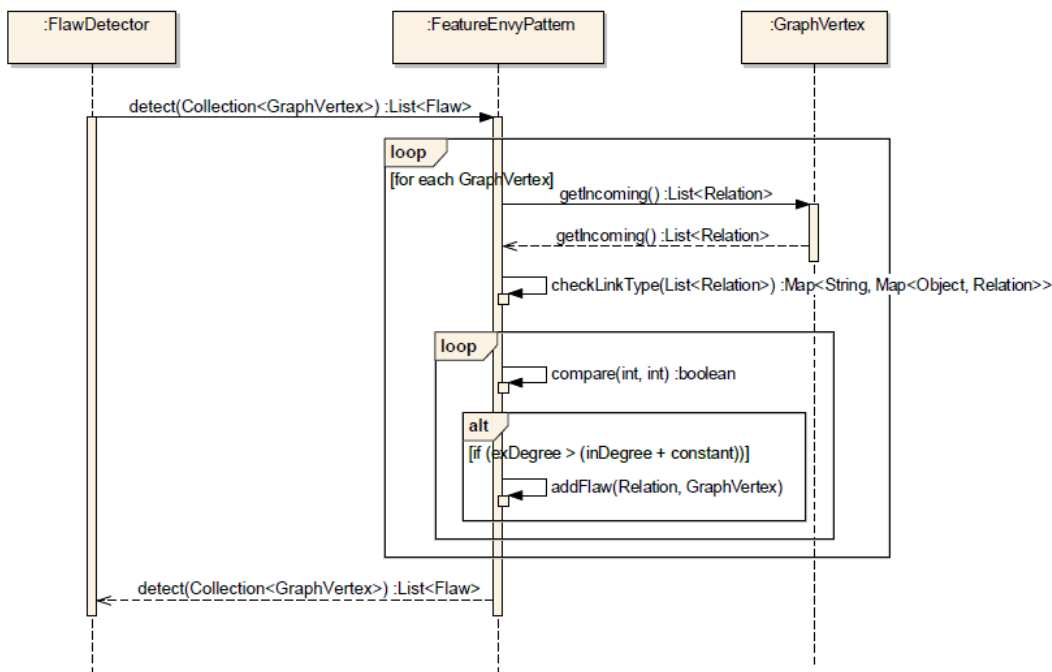 :FlawDetector
:FeatureEnvyPattern
:GraphVertex
detect(Collection<GraphVertex>) :List<Flaw>
loop
[for each GraphVertex]
getIncoming() :List<Relation>
getIncoming() :List<Relation>
checkLinkType(List<Relation>) :Map<String, Map<Object, Relation>>
loop
compare(int, int) :boolean
alt
[if (exDegree > (inDegree + constant))]
addFlaw(Relation, GraphVertex)
detect(Collection<GraphVertex>) :List<Flaw>